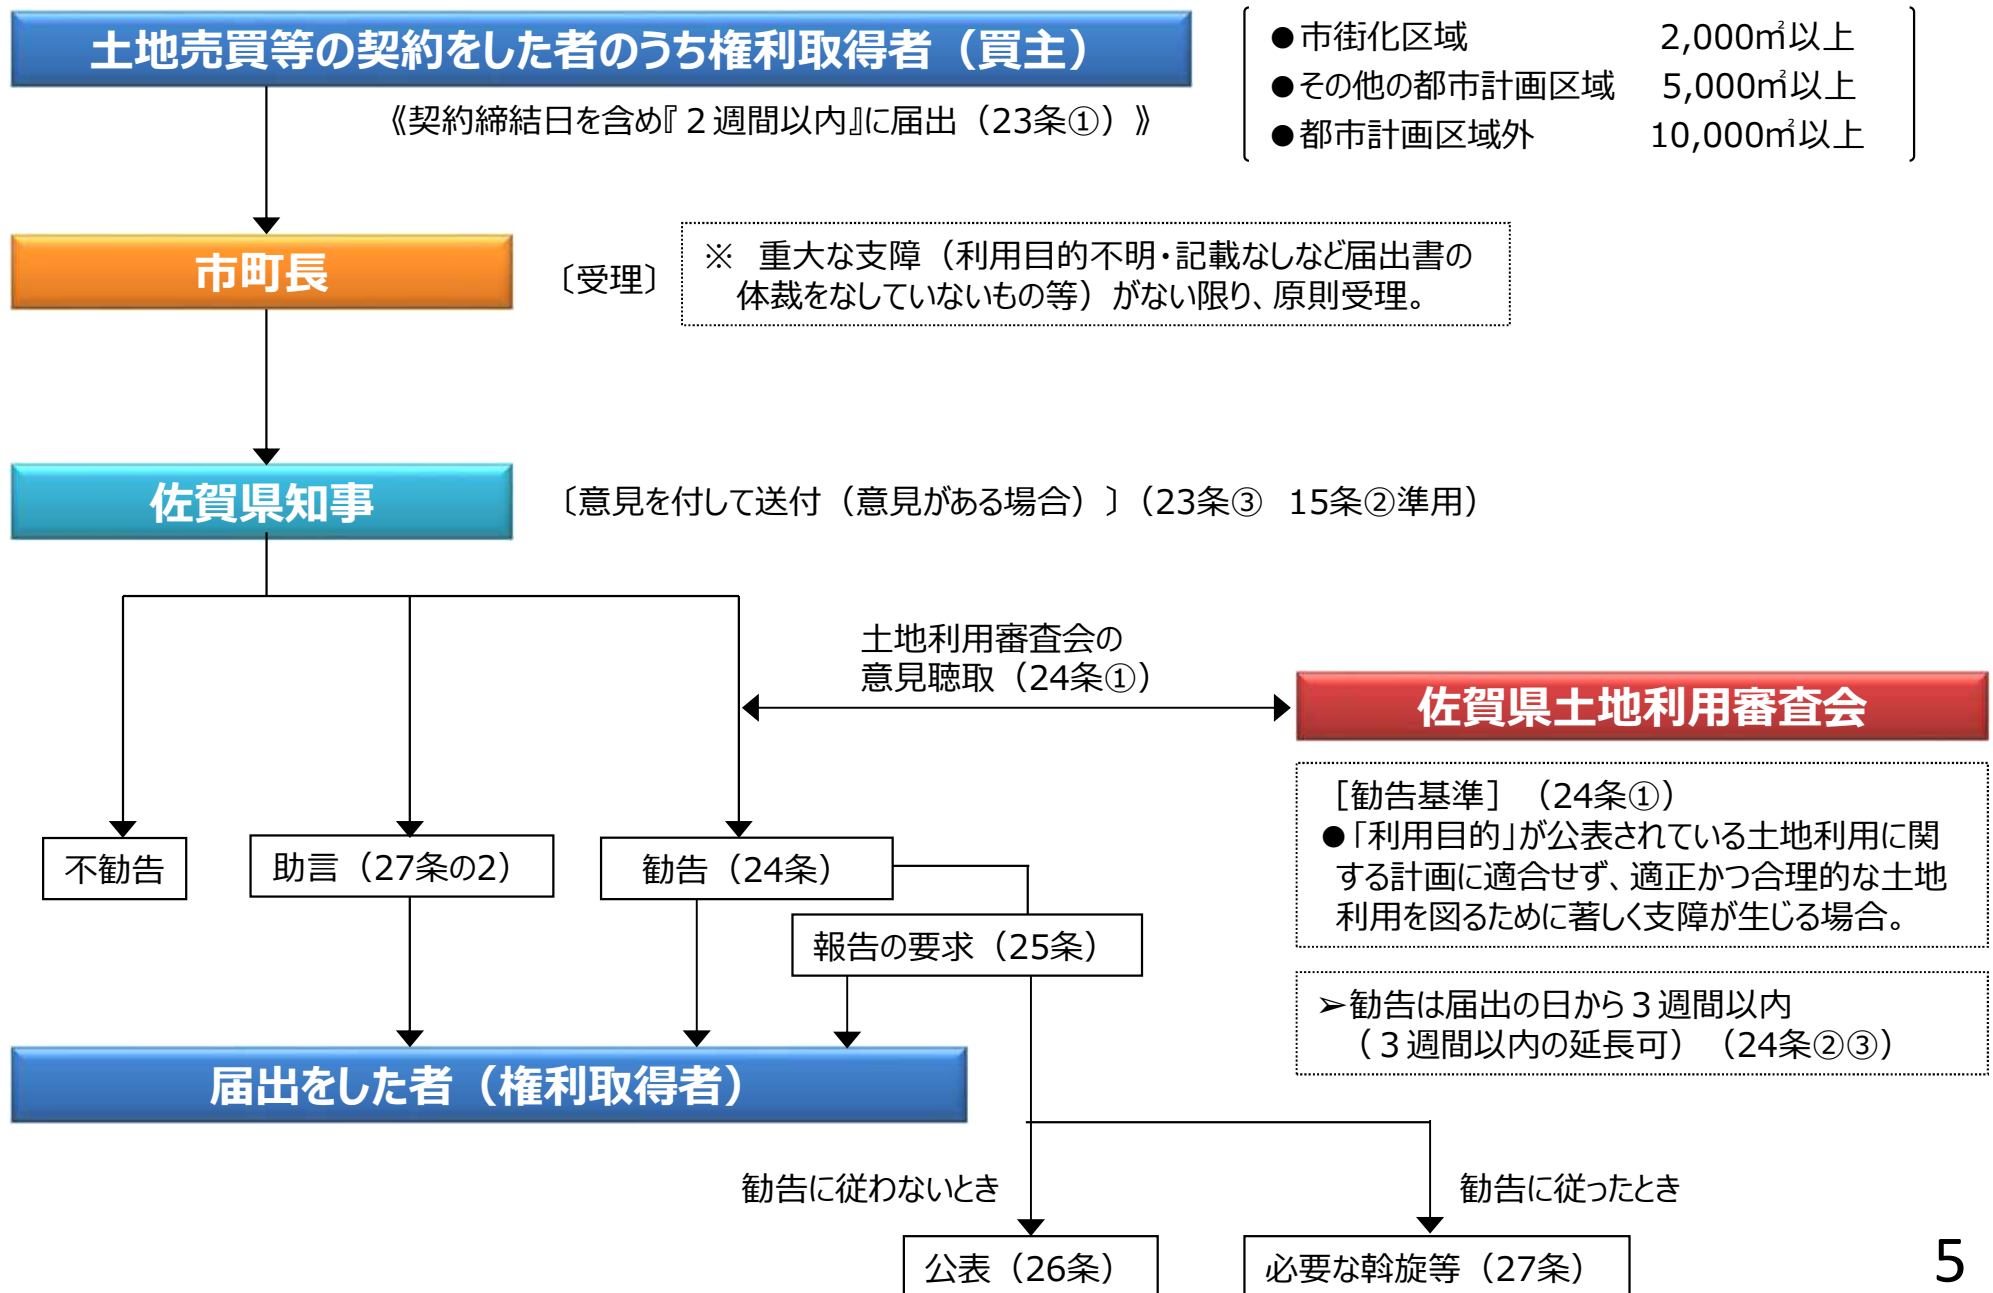 土地売買等の契約をした者のうち権利取得者（買主）
●市街化区域 2,000㎡以上
●その他の都市計画区域 5,000㎡以上
●都市計画区域外 10,000㎡以上
《契約締結日を含め『２週間以内』に届出（23条①）》
市町長
〔受理〕
※ 重大な支障（利用目的不明・記載なしなど届出書の
体裁をなしていないもの等）がない限り、原則受理。
佐賀県知事
〔意見を付して送付（意見がある場合）〕（23条③ 15条②準用）
土地利用審査会の
意見聴取（24条①）
佐賀県土地利用審査会
［勧告基準］（24条①）
●「利用目的」が公表されている土地利用に関
する計画に適合せず、適正かつ合理的な土地
利用を図るために著しく支障が生じる場合。
不勧告
助言（27条の2）
勧告（24条）
報告の要求（25条）
➢勧告は届出の日から３週間以内
（３週間以内の延長可）（24条②③）
届出をした者（権利取得者）
勧告に従わないとき
勧告に従ったとき
公表（26条）
必要な斡旋等（27条）
5